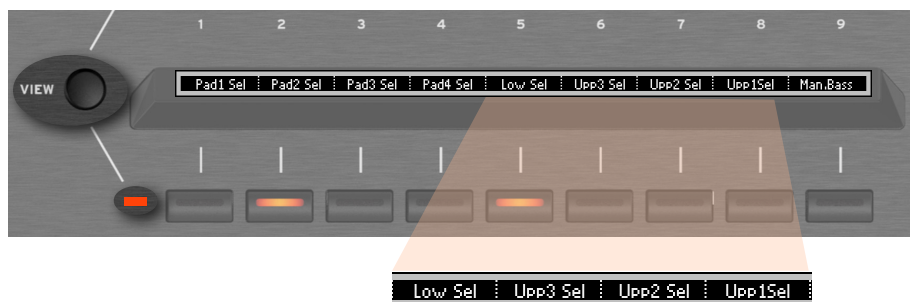 1 2 3 4 5 6 7 8 9
VIEW
Pad1 Sel Pad2 Sel Pad3 Sel Pad4 Sel Low Sel Upp3 Sel Upp2 Sel Upp1Sel Man.Bass
Low Sel Upp3 Sel Upp2 Sel Upp1Sel